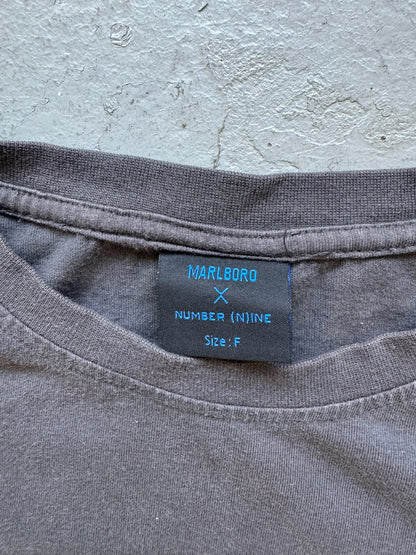 MARLBORO
X
NUMBER (N)INE
Size : F